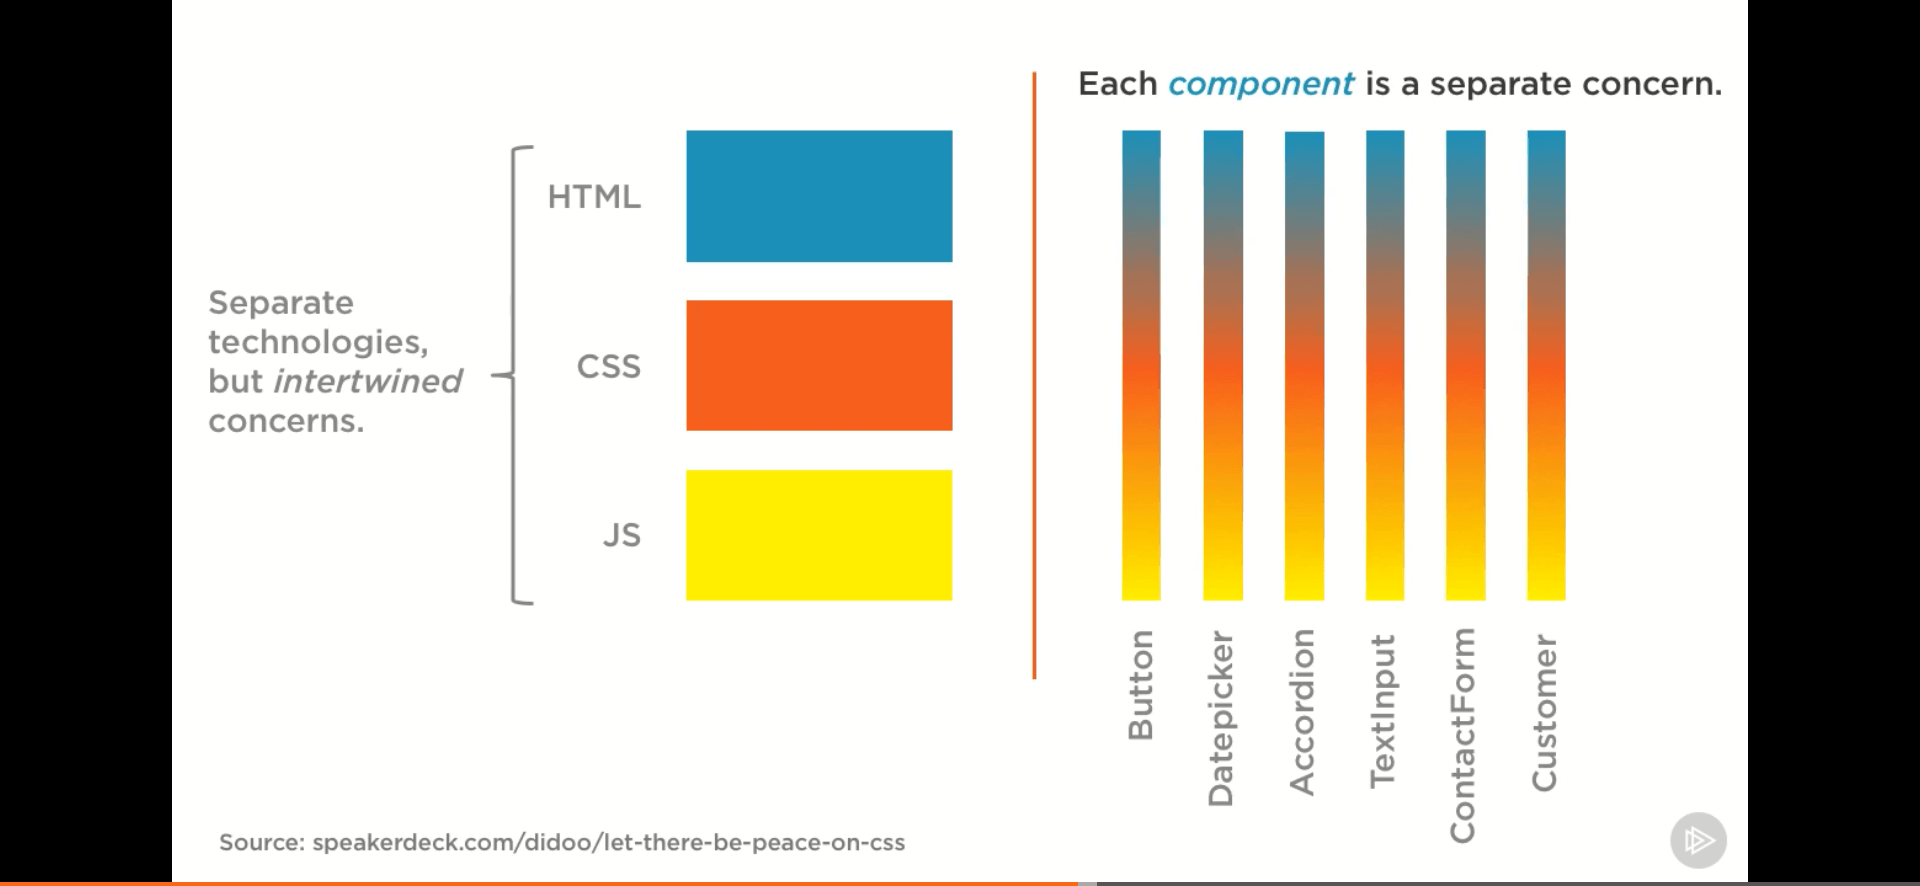 Separate
technologies,
but intertwined
concerns.
HTML
CSS
JS
Each component is a separate concern.
Button
Datepicker
Accordion
TextInput
ContactForm
Customer
Source: speakerdeck.com/didoo/let-there-be-peace-on-css